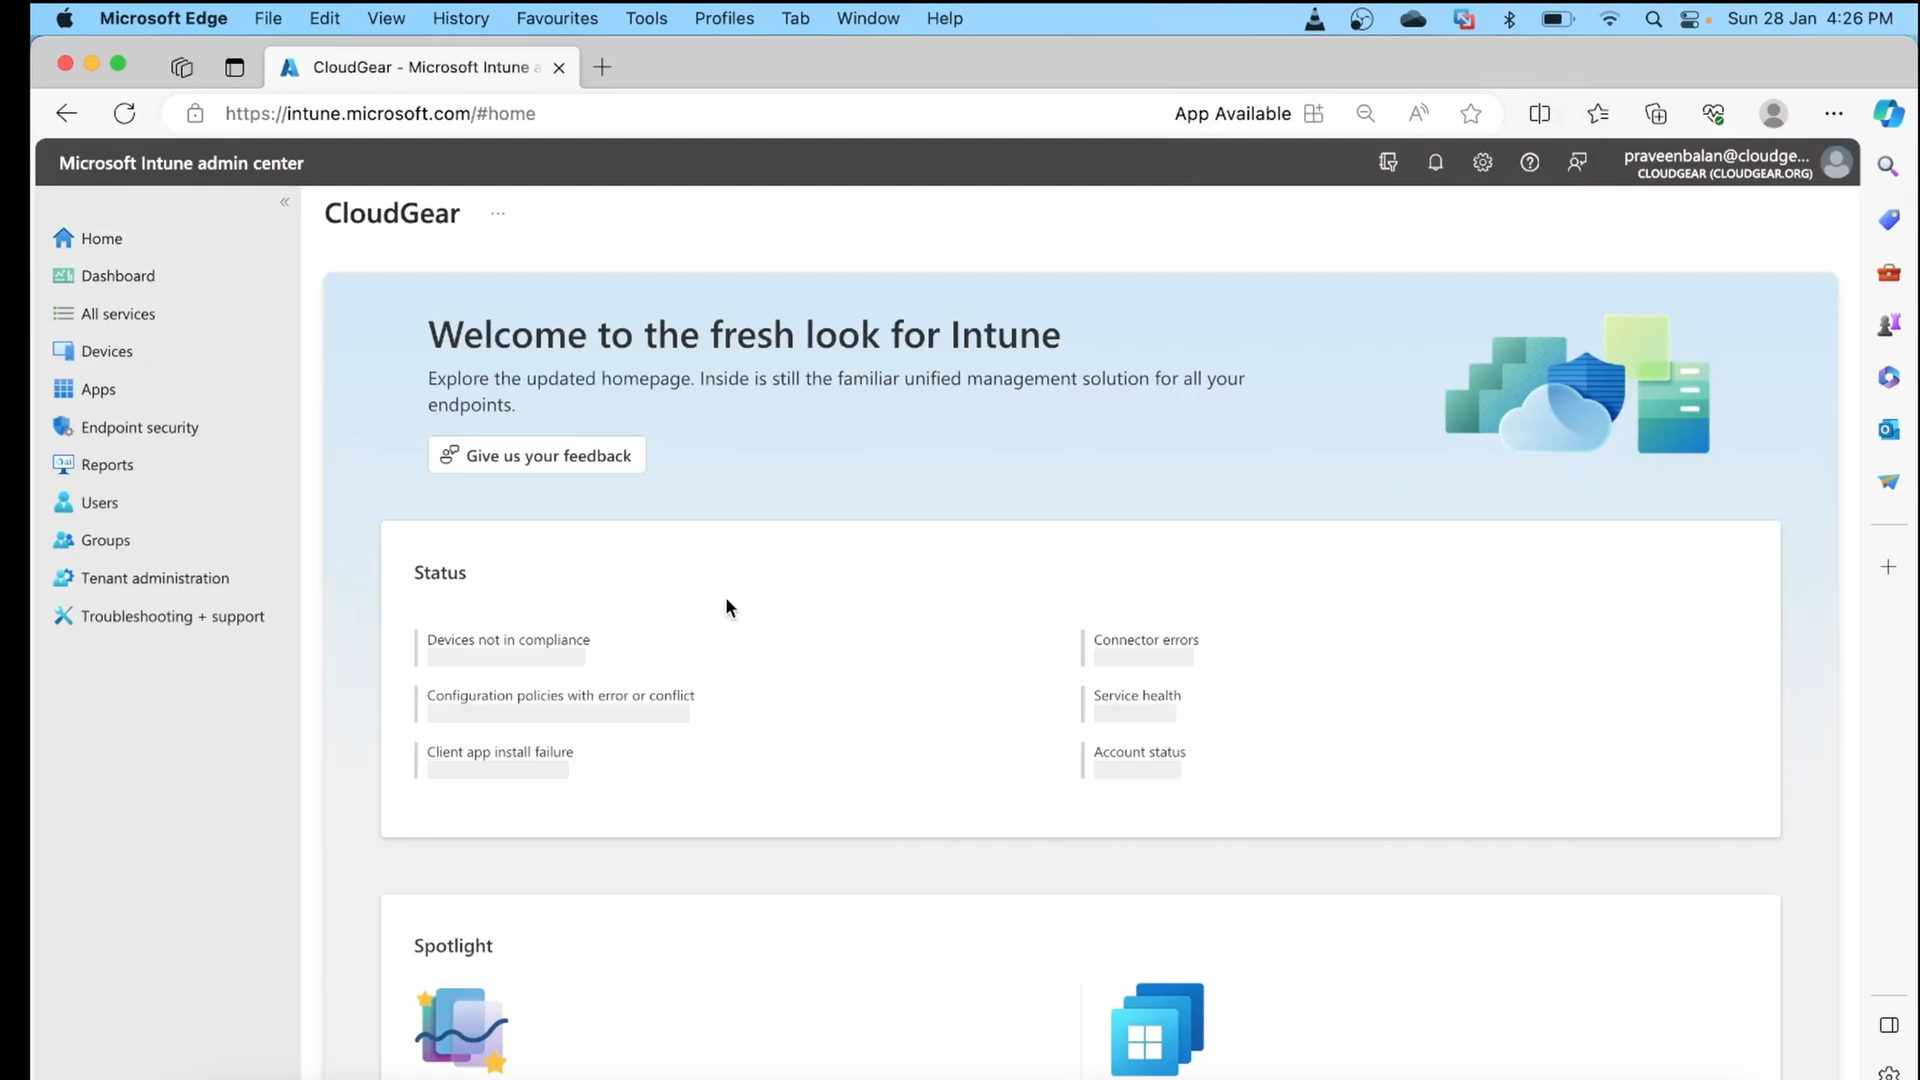 Microsoft Edge File Edit View History Favourites Tools Profiles Tab Window Help Sun 28 Jan 4:26 PM
CloudGear - Microsoft Intune a
https://intune.microsoft.com/#home App Available
Microsoft Intune admin center
praveenbalan@cloudge...
CLOUDGEAR (CLOUDGEAR.ORG)
Home
Dashboard
All services
Devices
Apps
Endpoint security
Reports
Users
Groups
Tenant administration
Troubleshooting + support
CloudGear ...
Welcome to the fresh look for Intune
Explore the updated homepage. Inside is still the familiar unified management solution for all your
endpoints.
Give us your feedback
Status
Devices not in compliance
Configuration policies with error or conflict
Client app install failure
Connector errors
Service health
Account status
Spotlight